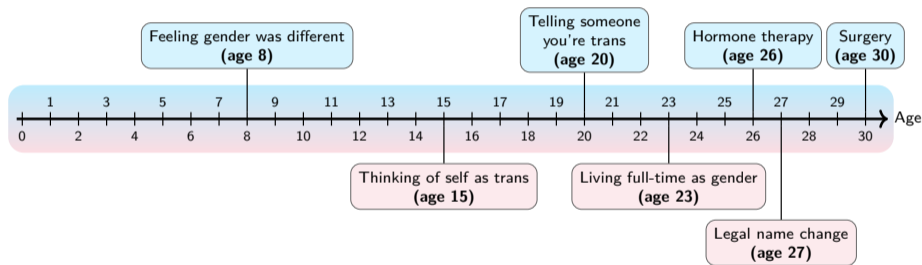 Feeling gender was different
(age 8)
Telling someone
you're trans
(age 20)
Hormone therapy
(age 26)
Surgery
(age 30)
1 3 5 7 9 11 13 15 17 19 21 23 25 27 29
Age
0 2 4 6 8 10 12 14 16 18 20 22 24 26 28 30
Thinking of self as trans
(age 15)
Living full-time as gender
(age 23)
Legal name change
(age 27)